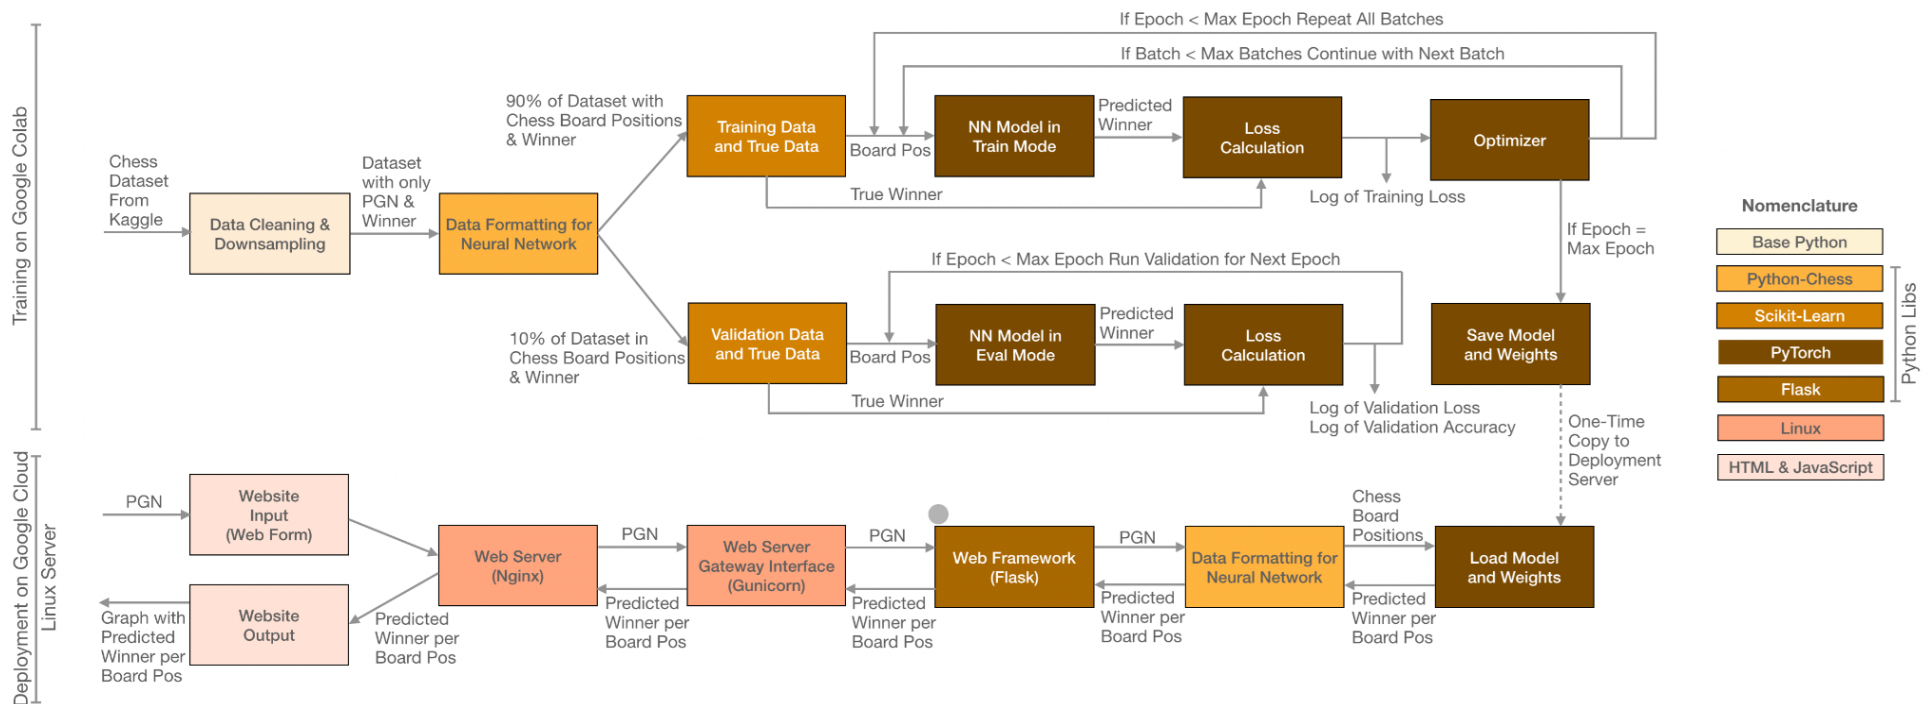 Training on Google Colab
If Epoch < Max Epoch Repeat All Batches
If Batch < Max Batches Continue with Next Batch
Chess
Dataset
From
Kaggle
Data Cleaning &
Downsampling
Dataset
with only
PGN &
Winner
Data Formatting for
Neural Network
90% of Dataset with
Chess Board Positions
& Winner
Training Data
and True Data
Board Pos
True Winner
NN Model in
Train Mode
Predicted
Winner
Loss
Calculation
Log of Training Loss
Optimizer
If Epoch =
Max Epoch
10% of Dataset in
Chess Board Positions
& Winner
Validation Data
and True Data
If Epoch < Max Epoch Run Validation for Next Epoch
Board Pos
True Winner
NN Model in
Eval Mode
Predicted
Winner
Loss
Calculation
Log of Validation Loss
Log of Validation Accuracy
Save Model
and Weights
One-Time
Copy to
Deployment
Server
Nomenclature
Base Python
Python-Chess
Scikit-Learn
PyTorch
Flask
Linux
HTML & JavaScript
Python Libs
Deployment on Google Cloud
Linux Server
PGN
Website
Input
(Web Form)
Graph with
Predicted
Winner per
Board Pos
Website
Output
Predicted
Winner per
Board Pos
Web Server
(Nginx)
PGN
Predicted
Winner per
Board Pos
Web Server
Gateway Interface
(Gunicorn)
PGN
Predicted
Winner per
Board Pos
Web Framework
(Flask)
PGN
Predicted
Winner per
Board Pos
Data Formatting for
Neural Network
Chess
Board
Positions
Predicted
Winner per
Board Pos
Load Model
and Weights